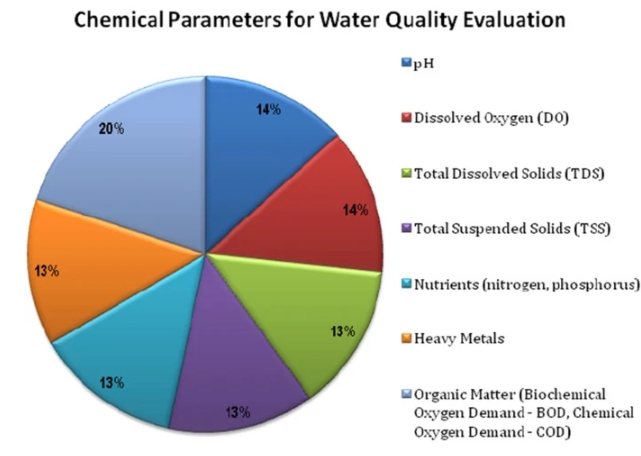 Chemical Parameters for Water Quality Evaluation
14%
14%
13%
13%
13%
13%
20%
pH
Dissolved Oxygen (DO)
Total Dissolved Solids (TDS)
Total Suspended Solids (TSS)
Nutrients (nitrogen, phosphorus)
Heavy Metals
Organic Matter (Biochemical
Oxygen Demand - BOD, Chemical
Oxygen Demand - COD)